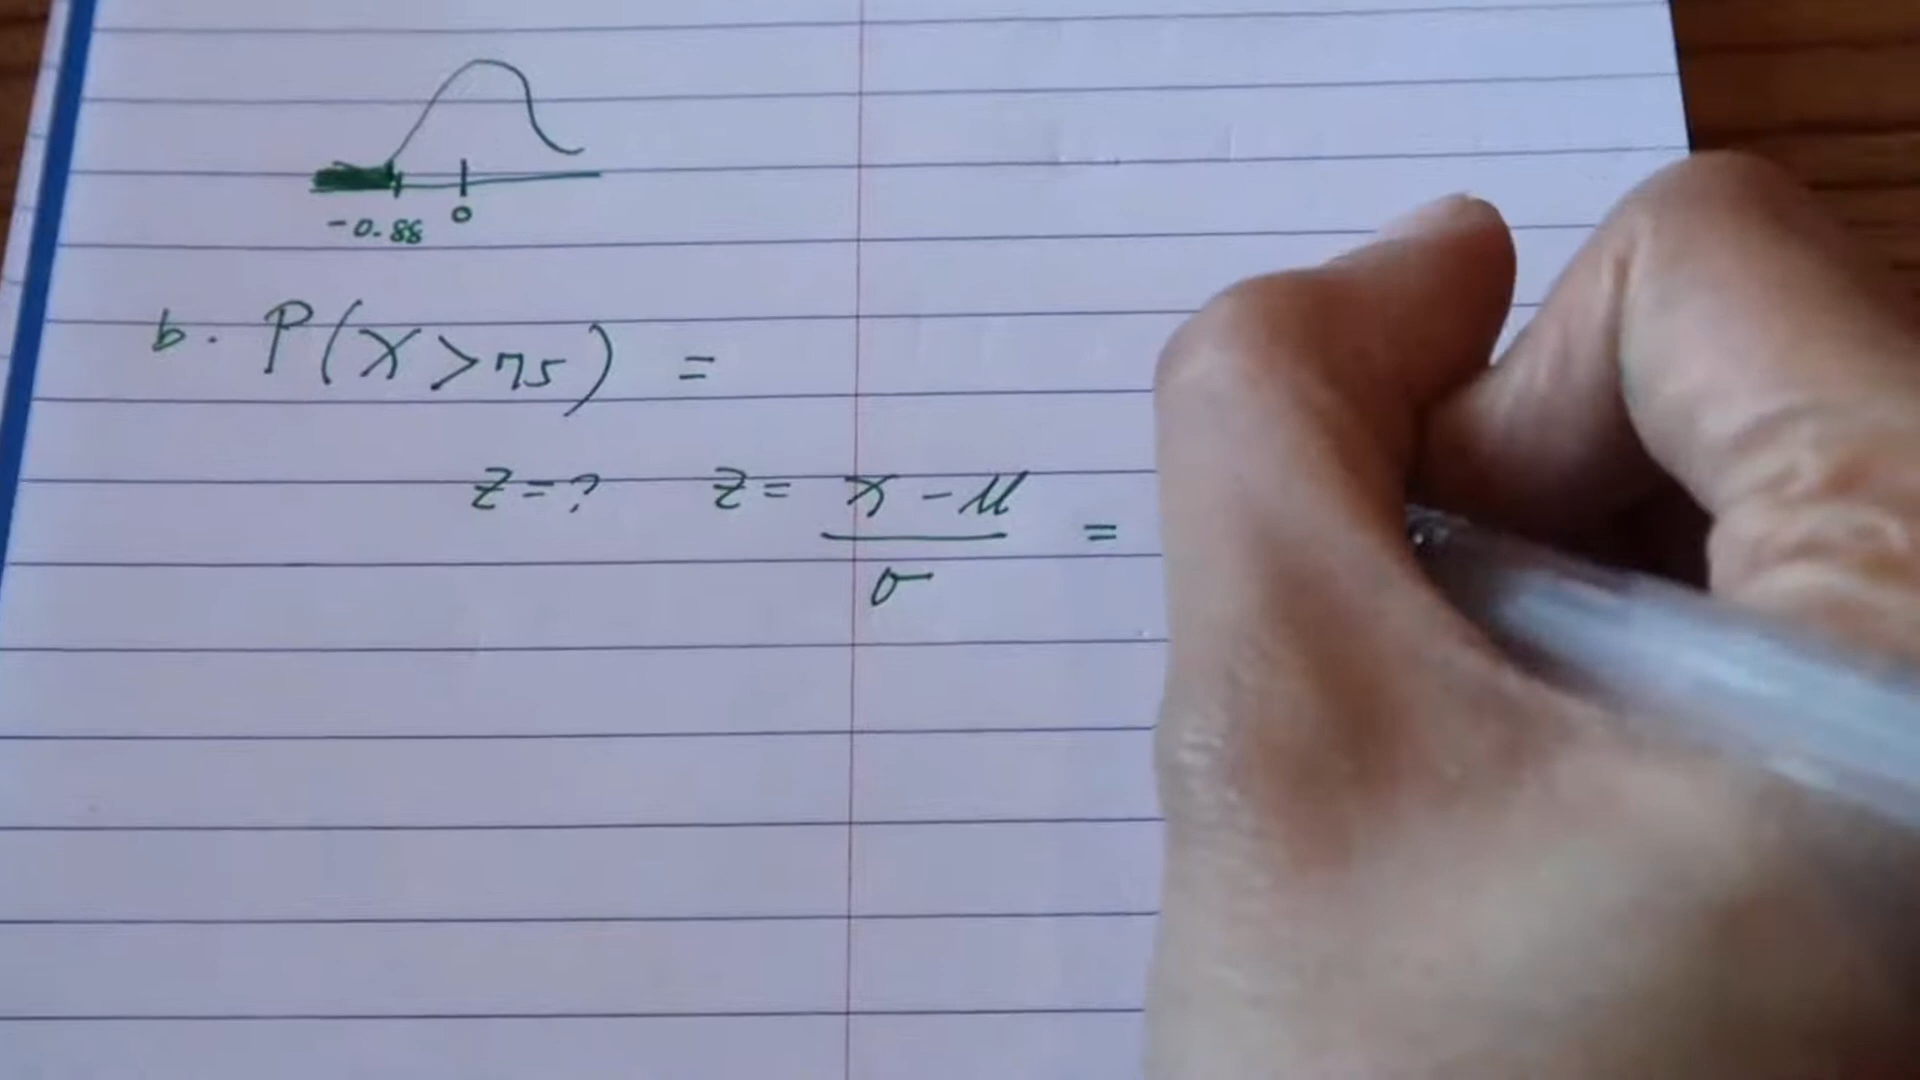 -0.88 0
b. P(X>75) =
z=? z= x-μ =
σ